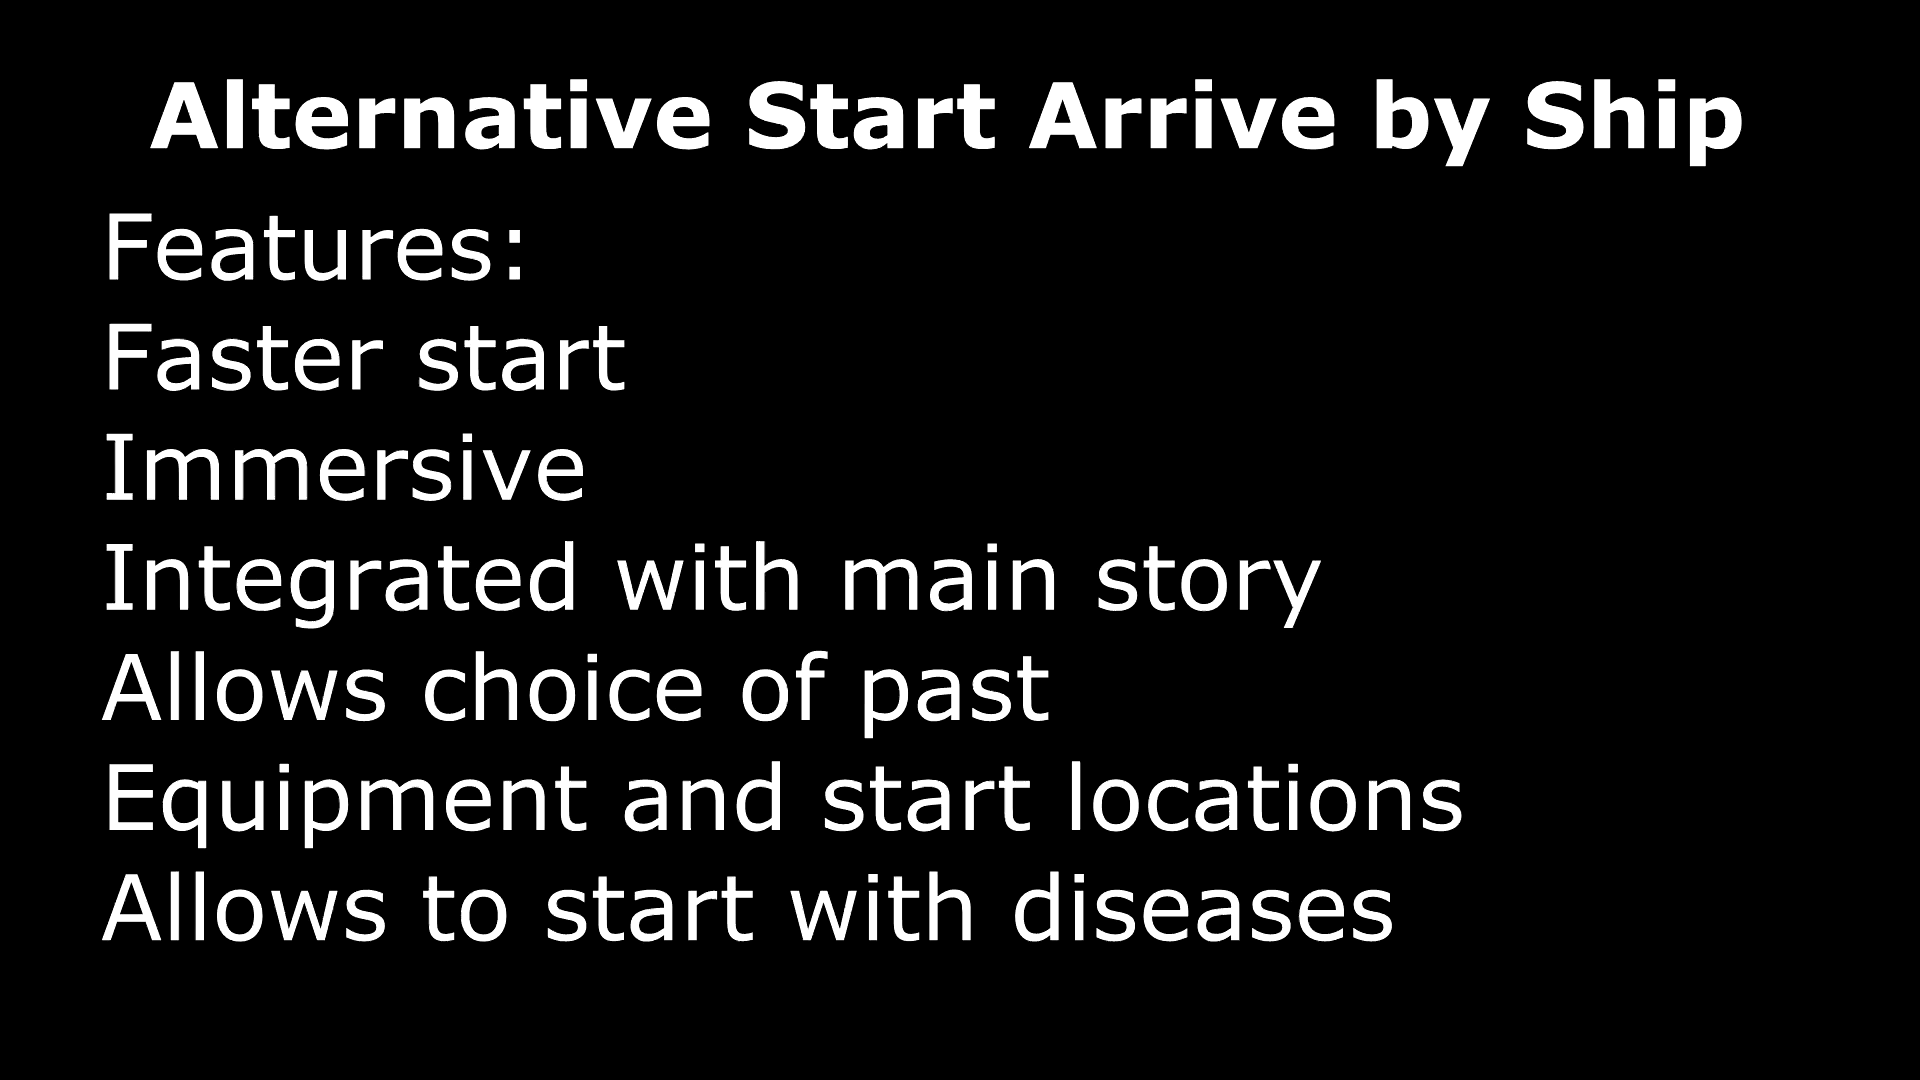 Alternative Start Arrive by Ship
Features:
Faster start
Immersive
Integrated with main story
Allows choice of past
Equipment and start locations
Allows to start with diseases